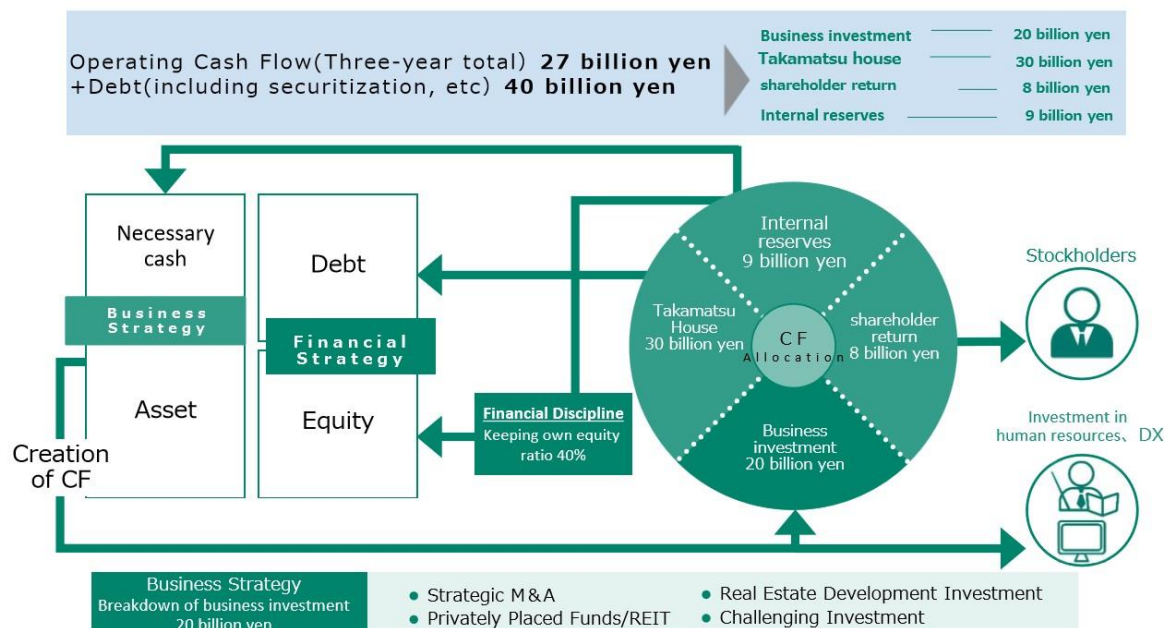 Operating Cash Flow(Three-year total) 27 billion yen
+Debt(including securitization, etc) 40 billion yen
Business investment 20 billion yen
Takamatsu house 30 billion yen
shareholder return 8 billion yen
Internal reserves 9 billion yen
Necessary
cash
Debt
Business
Strategy
Financial
Strategy
Asset
Equity
Creation
of CF
Financial Discipline
Keeping own equity
ratio 40%
Internal
reserves
9 billion yen
Takamatsu
House
30 billion yen
CF
Allocation
shareholder
return
8 billion yen
Business
investment
20 billion yen
Stockholders
Investment in
human resources、DX
Business Strategy
Breakdown of business investment
20 billion yen
● Strategic M&A
● Privately Placed Funds/REIT
● Real Estate Development Investment
● Challenging Investment